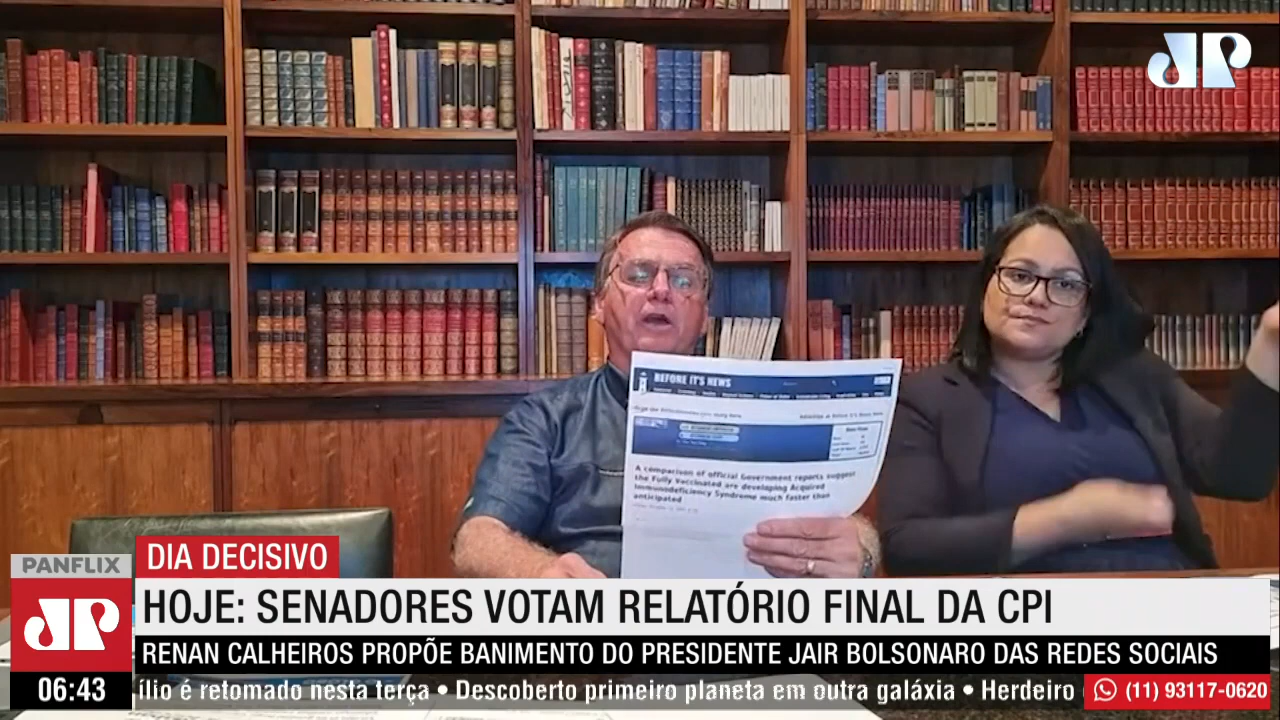 JP
BEFORE IT'S NEWS
A comparison of official Government reports suggest
the Fully Vaccinated are developing Acquired
Immunodeficiency Syndrome much faster than
anticipated
PANFLIX
DIA DECISIVO
JP
HOJE: SENADORES VOTAM RELATÓRIO FINAL DA CPI
RENAN CALHEIROS PROPÕE BANIMENTO DO PRESIDENTE JAIR BOLSONARO DAS REDES SOCIAIS
06:43
ílio é retomado nesta terça • Descoberto primeiro planeta em outra galáxia • Herdeiro
(11) 93117-0620